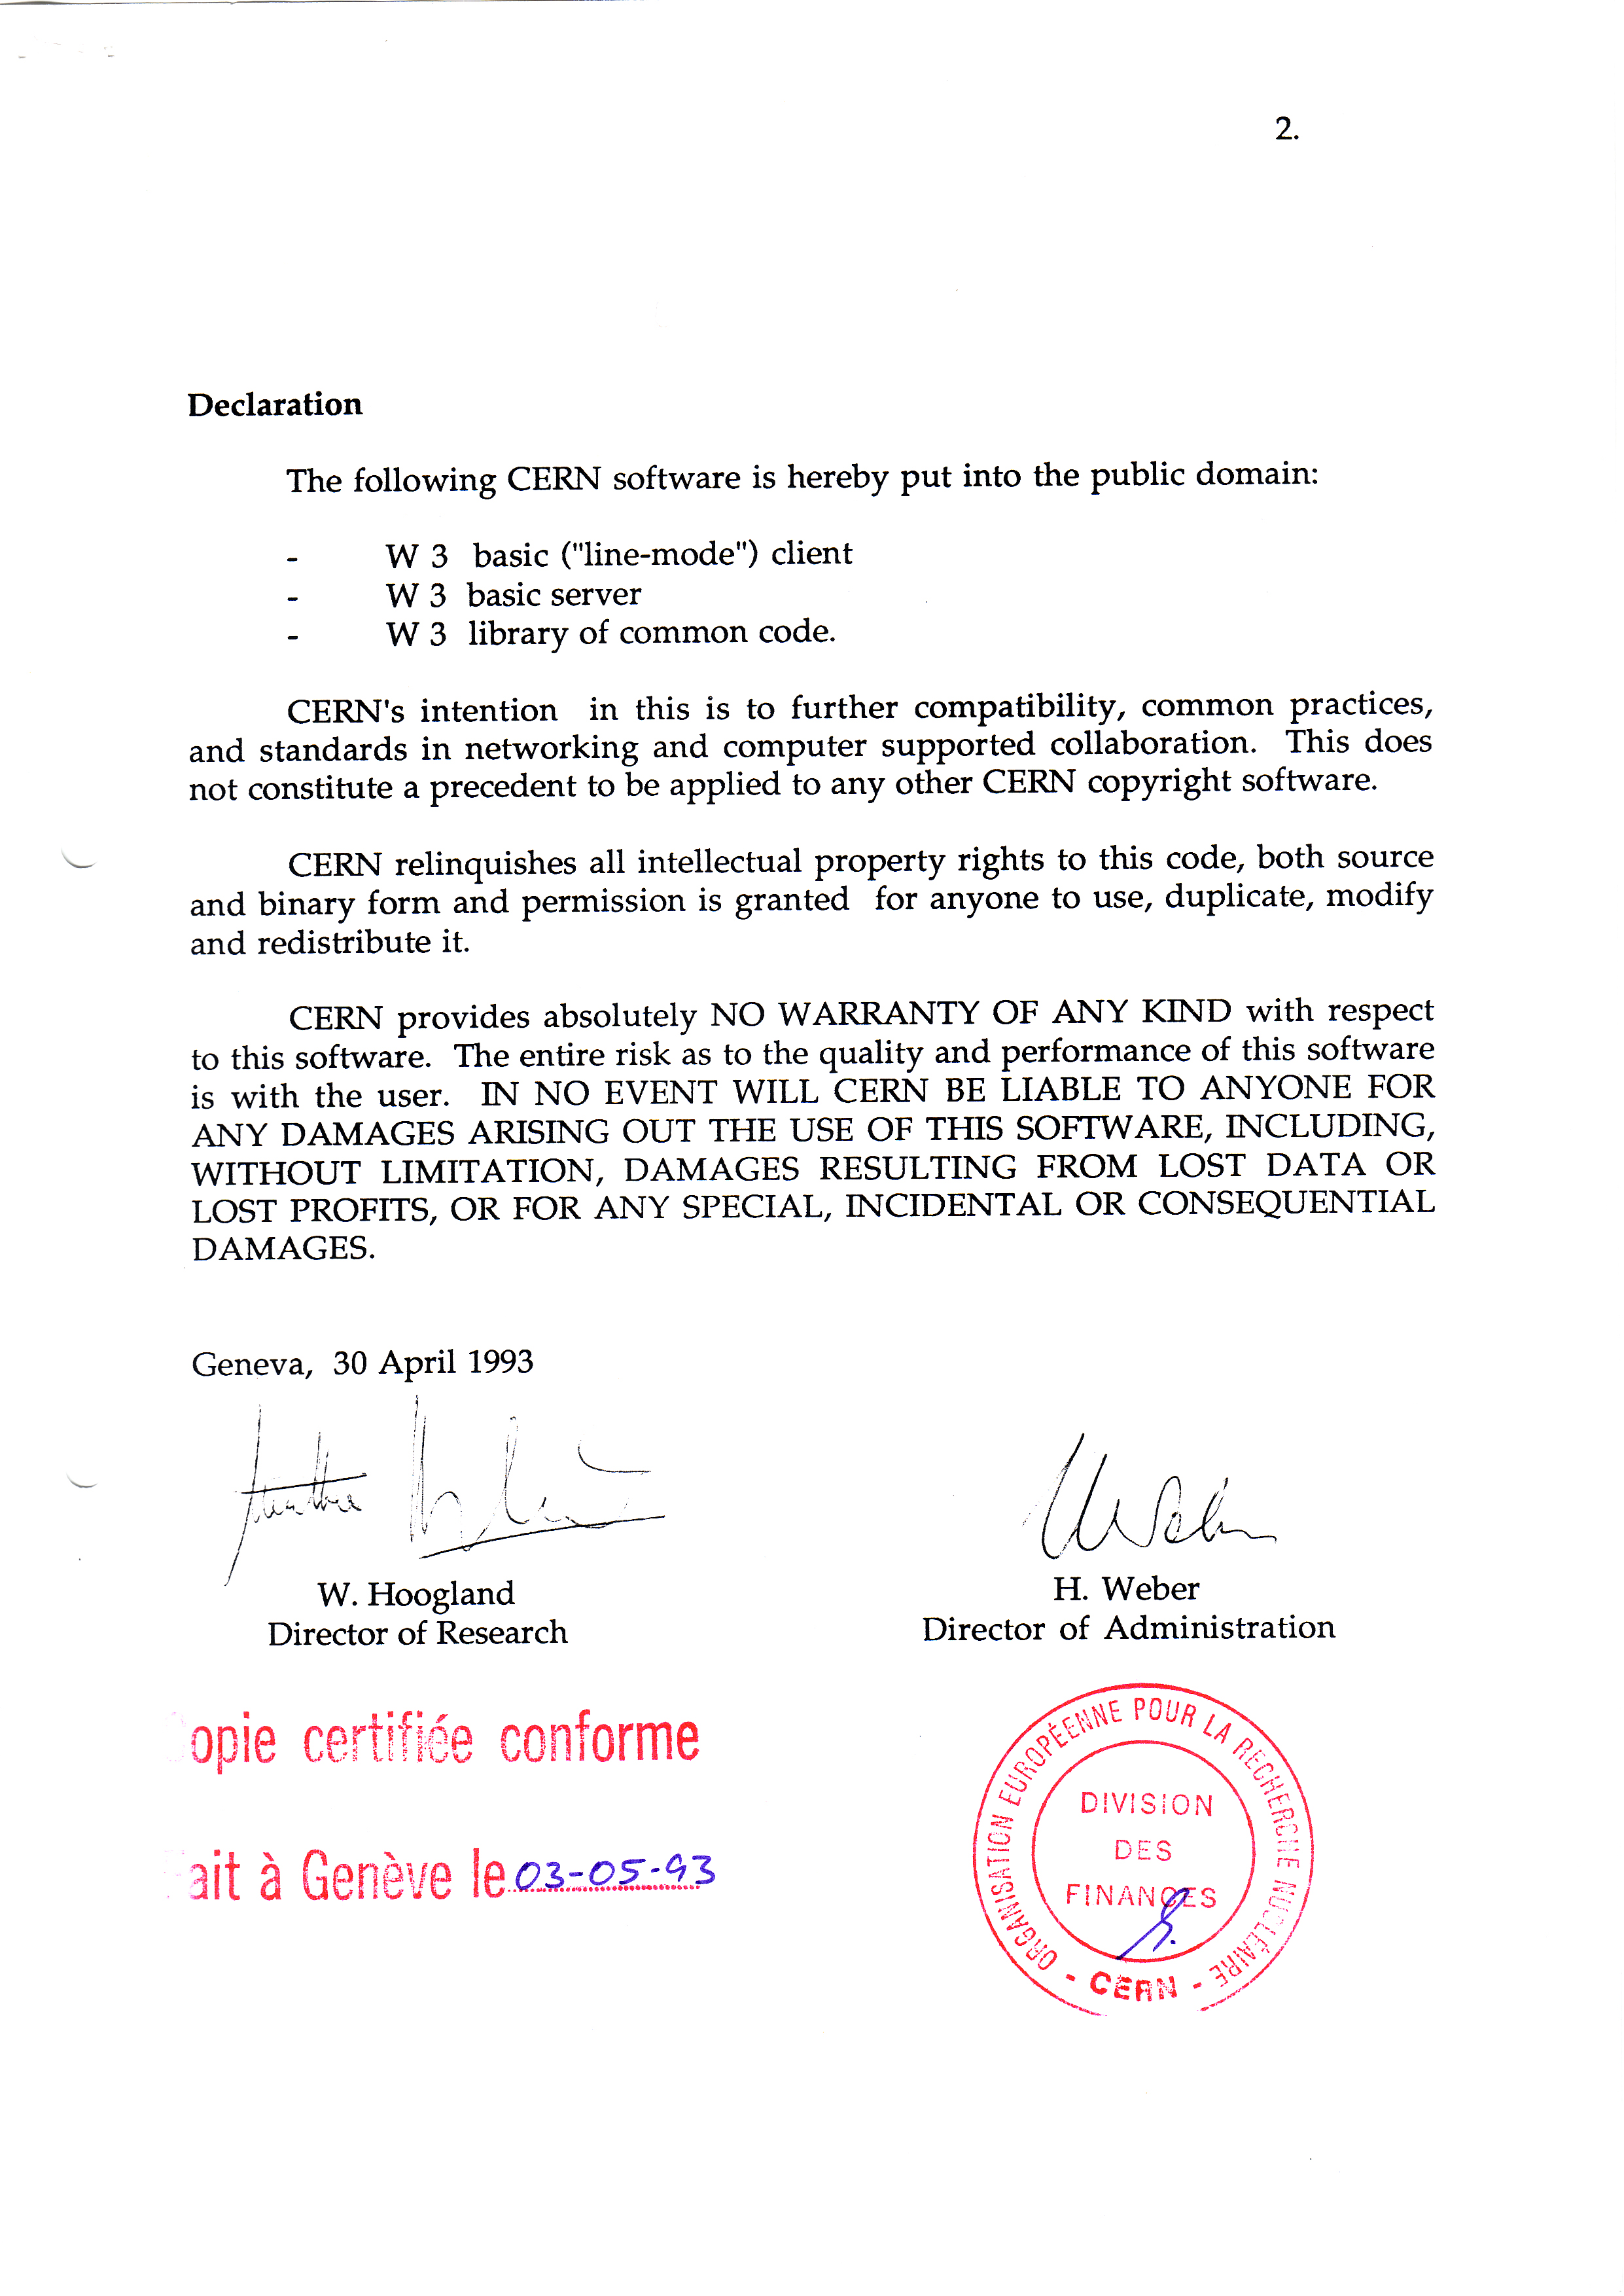 2.
Declaration
The following CERN software is hereby put into the public domain:
- W 3 basic ("line-mode") client
- W 3 basic server
- W 3 library of common code.
CERN's intention in this is to further compatibility, common practices,
and standards in networking and computer supported collaboration. This does
not constitute a precedent to be applied to any other CERN copyright software.
CERN relinquishes all intellectual property rights to this code, both source
and binary form and permission is granted for anyone to use, duplicate, modify
and redistribute it.
CERN provides absolutely NO WARRANTY OF ANY KIND with respect
to this software. The entire risk as to the quality and performance of this software
is with the user. IN NO EVENT WILL CERN BE LIABLE TO ANYONE FOR
ANY DAMAGES ARISING OUT THE USE OF THIS SOFTWARE, INCLUDING,
WITHOUT LIMITATION, DAMAGES RESULTING FROM LOST DATA OR
LOST PROFITS, OR FOR ANY SPECIAL, INCIDENTAL OR CONSEQUENTIAL
DAMAGES.
Geneva, 30 April 1993
W. Hoogland
Director of Research
H. Weber
Director of Administration
opie certifiée conforme
ait à Genève le 03-05-93
ORGANISATION EUROPÉENNE POUR LA RECHERCHE NUCLÉAIRE
DIVISION
DES
FINANCES
- CERN -